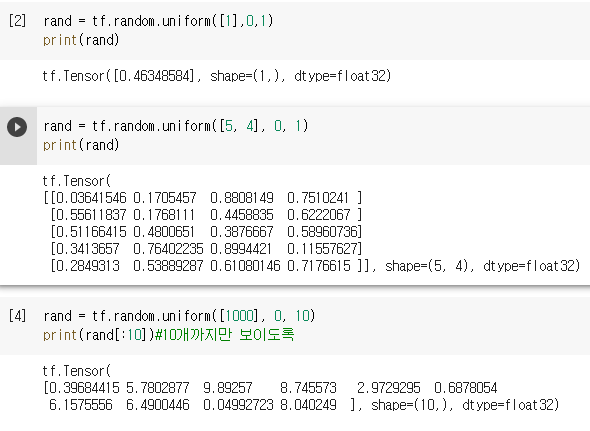 [2] rand = tf.random.uniform([1],0,1)
print(rand)
tf.Tensor([0.46348584], shape=(1,), dtype=float32)
rand = tf.random.uniform([5, 4], 0, 1)
print(rand)
tf.Tensor(
[[0.03641546 0.1705457  0.8808149  0.7510241 ]
 [0.55611837 0.1768111  0.4458835  0.6222067 ]
 [0.51166415 0.4800651  0.3876667  0.58960736]
 [0.3413657  0.76402235 0.8994421  0.11557627]
 [0.2849313  0.53889287 0.61080146 0.7176615 ]], shape=(5, 4), dtype=float32)
[4] rand = tf.random.uniform([1000], 0, 10)
print(rand[:10])#10개까지만 보이도록
tf.Tensor(
[0.39684415 5.7802877  9.89257    8.745573   2.9729295  0.6878054
 6.1575556  6.4900446  0.04992723 8.040249  ], shape=(10,), dtype=float32)